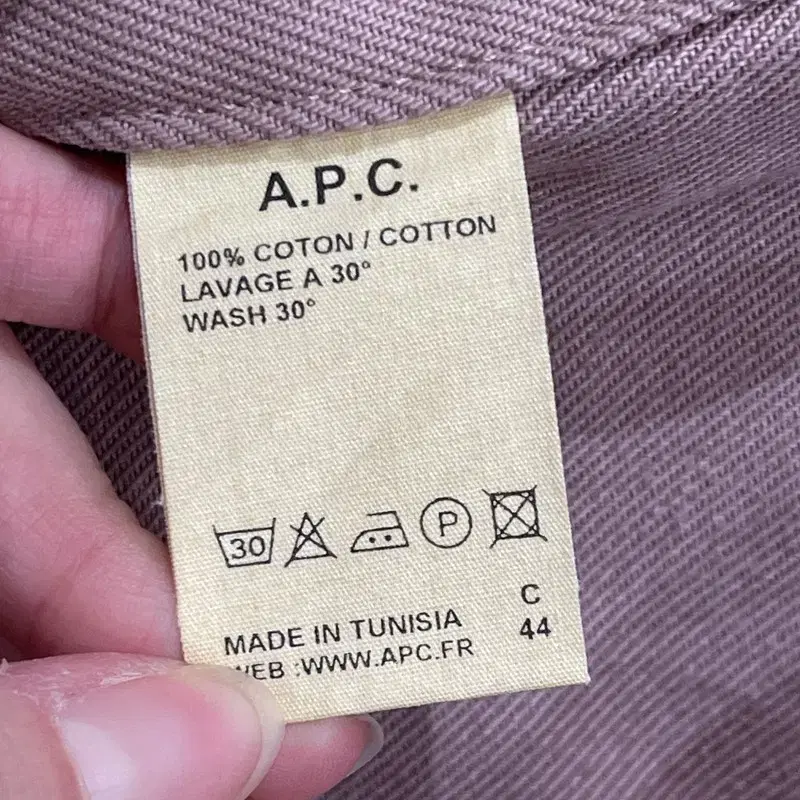 A.P.C.
100% COTON / COTTON
LAVAGE A 30°
WASH 30°
30 P
C
MADE IN TUNISIA 44
WEB :WWW.APC.FR